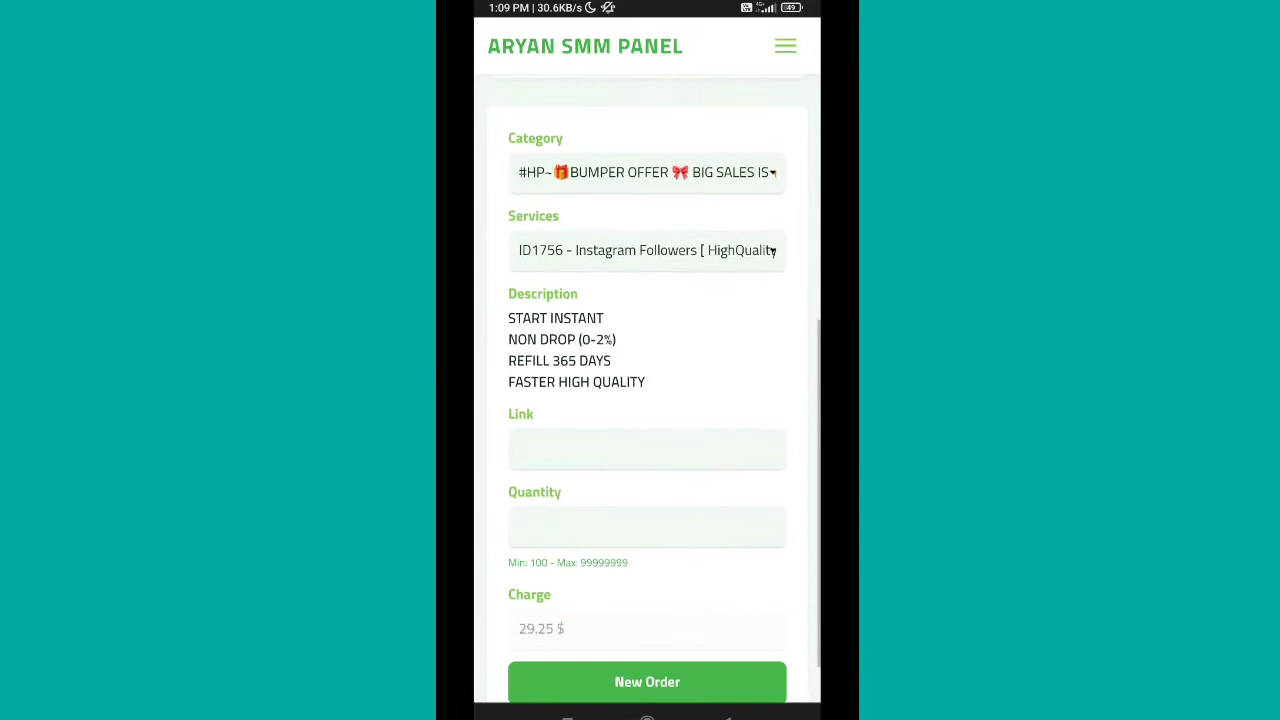 1:09 PM | 30.6KB/s
4G+
49
ARYAN SMM PANEL
Category
#HP~🎁BUMPER OFFER 🎀 BIG SALES IS
Services
ID1756 - Instagram Followers [ HighQuality
Description
START INSTANT
NON DROP (0-2%)
REFILL 365 DAYS
FASTER HIGH QUALITY
Link
Quantity
Min: 100 - Max: 99999999
Charge
29.25 $
New Order